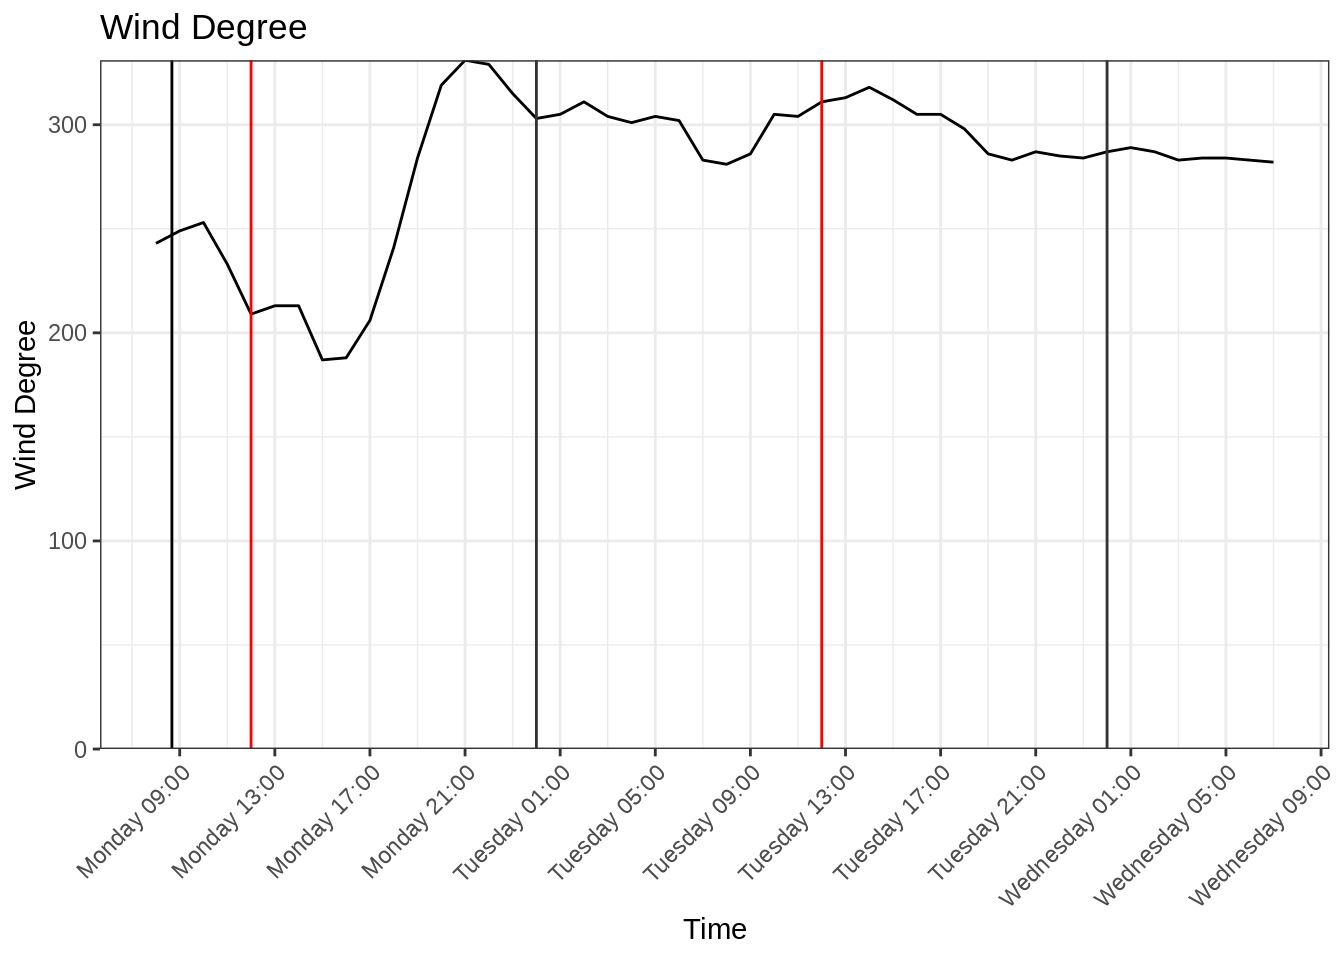 Wind Degree
Wind Degree
300
200
100
0
Monday 09:00
Monday 13:00
Monday 17:00
Monday 21:00
Tuesday 01:00
Tuesday 05:00
Tuesday 09:00
Tuesday 13:00
Tuesday 17:00
Tuesday 21:00
Wednesday 01:00
Wednesday 05:00
Wednesday 09:00
Time